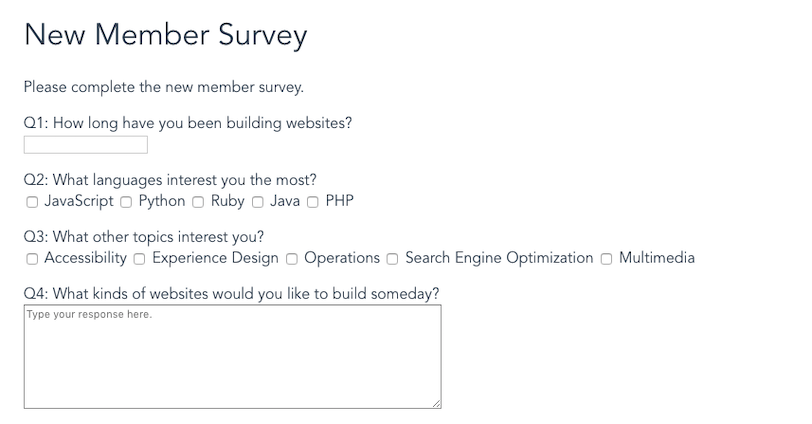 New Member Survey
Please complete the new member survey.
Q1: How long have you been building websites?
Q2: What languages interest you the most?
JavaScript Python Ruby Java PHP
Q3: What other topics interest you?
Accessibility Experience Design Operations Search Engine Optimization Multimedia
Q4: What kinds of websites would you like to build someday?
Type your response here.